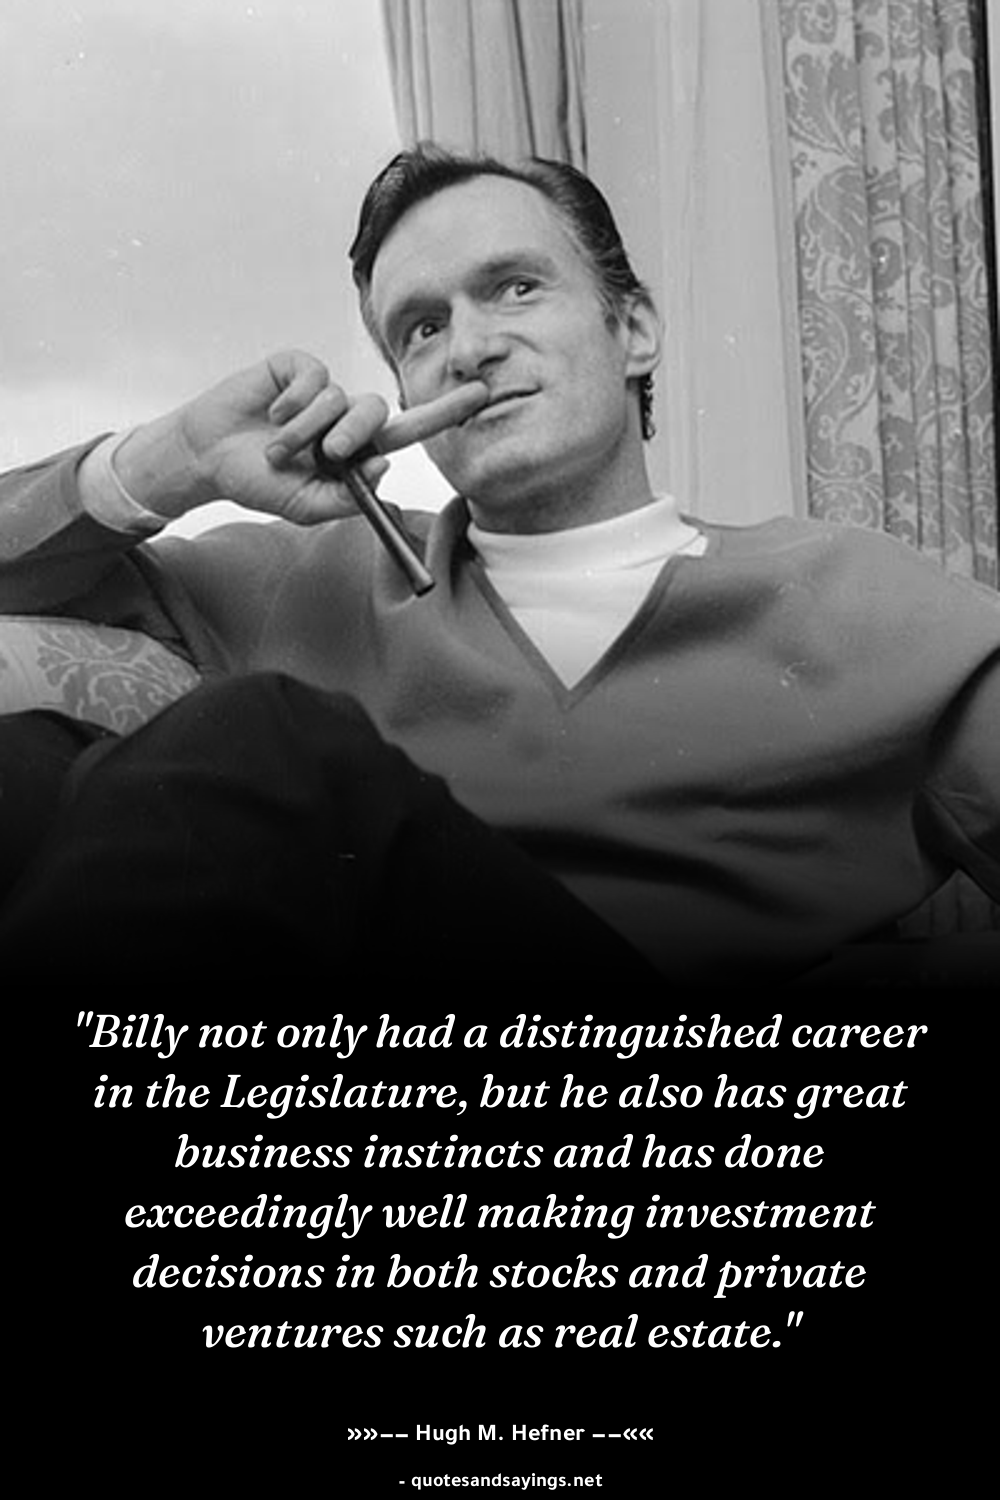 "Billy not only had a distinguished career
in the Legislature, but he also has great
business instincts and has done
exceedingly well making investment
decisions in both stocks and private
ventures such as real estate."
»»–– Hugh M. Hefner ––««
- quotesandsayings.net